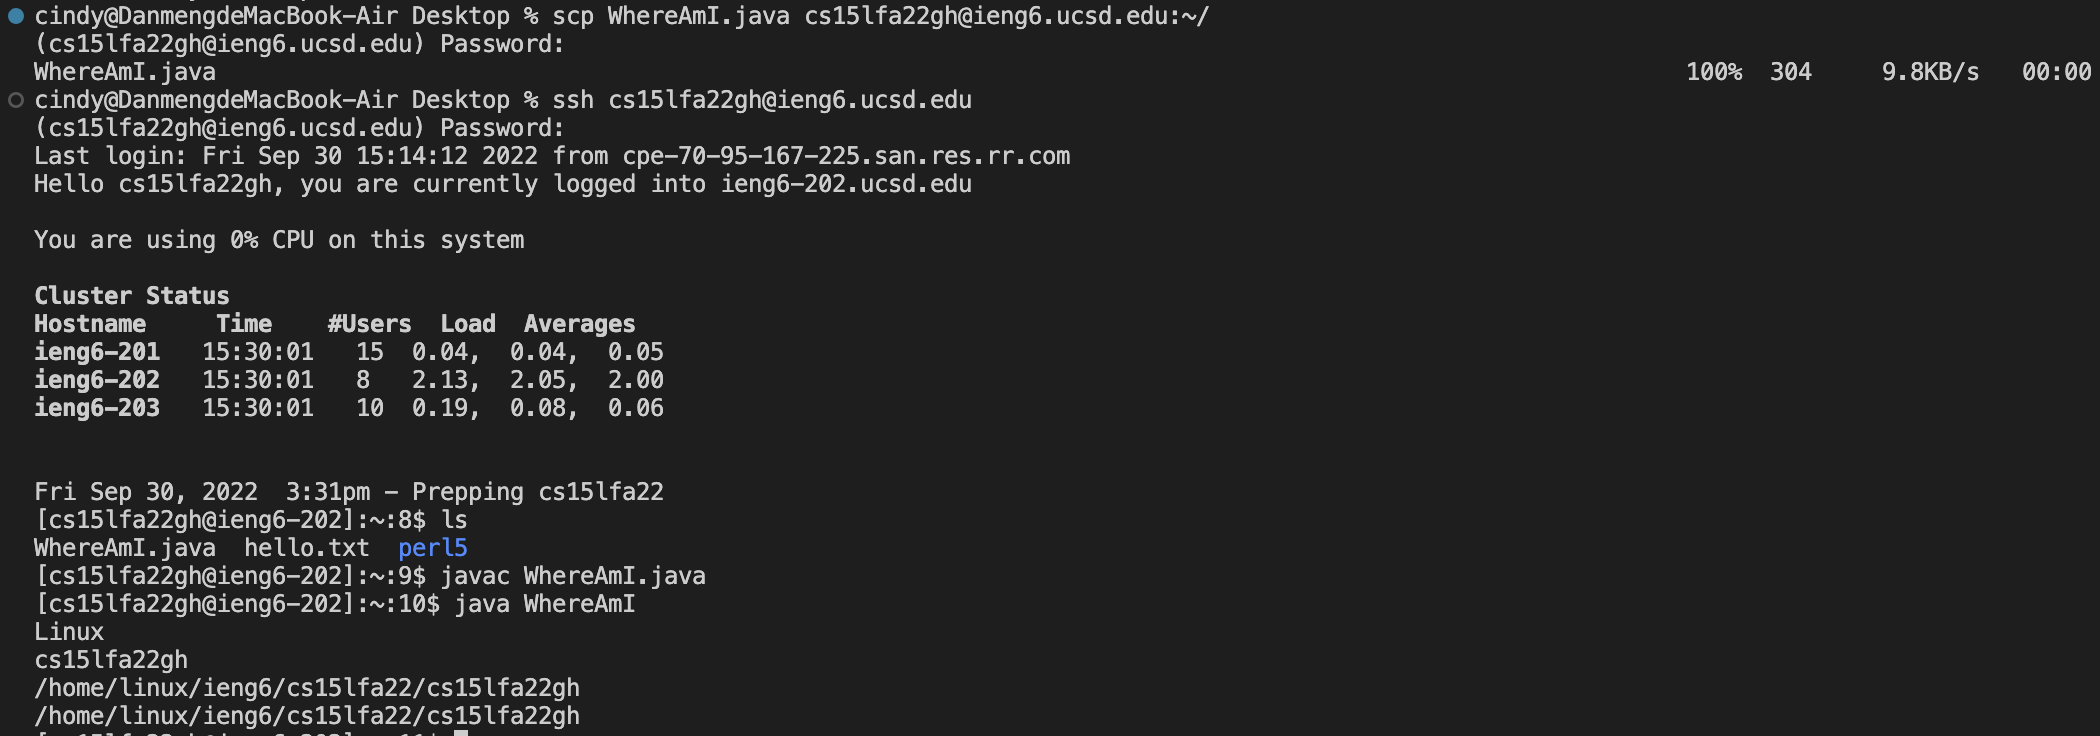 cindy@DanmengdeMacBook-Air Desktop % scp WhereAmI.java cs15lfa22gh@ieng6.ucsd.edu:~/
(cs15lfa22gh@ieng6.ucsd.edu) Password:
WhereAmI.java 100% 304 9.8KB/s 00:00
cindy@DanmengdeMacBook-Air Desktop % ssh cs15lfa22gh@ieng6.ucsd.edu
(cs15lfa22gh@ieng6.ucsd.edu) Password:
Last login: Fri Sep 30 15:14:12 2022 from cpe-70-95-167-225.san.res.rr.com
Hello cs15lfa22gh, you are currently logged into ieng6-202.ucsd.edu
You are using 0% CPU on this system
Cluster Status
Hostname Time #Users Load Averages
ieng6-201 15:30:01 15 0.04, 0.04, 0.05
ieng6-202 15:30:01 8 2.13, 2.05, 2.00
ieng6-203 15:30:01 10 0.19, 0.08, 0.06
Fri Sep 30, 2022 3:31pm - Prepping cs15lfa22
[cs15lfa22gh@ieng6-202]:~:8$ ls
WhereAmI.java hello.txt perl5
[cs15lfa22gh@ieng6-202]:~:9$ javac WhereAmI.java
[cs15lfa22gh@ieng6-202]:~:10$ java WhereAmI
Linux
cs15lfa22gh
/home/linux/ieng6/cs15lfa22/cs15lfa22gh
/home/linux/ieng6/cs15lfa22/cs15lfa22gh